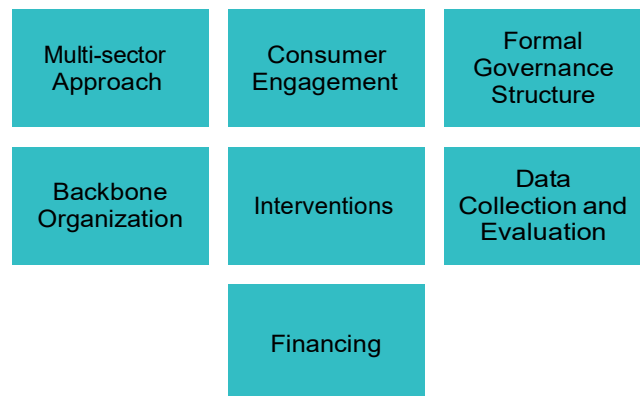 Multi-sector
Approach
Consumer
Engagement
Formal
Governance
Structure
Backbone
Organization
Interventions
Data
Collection and
Evaluation
Financing